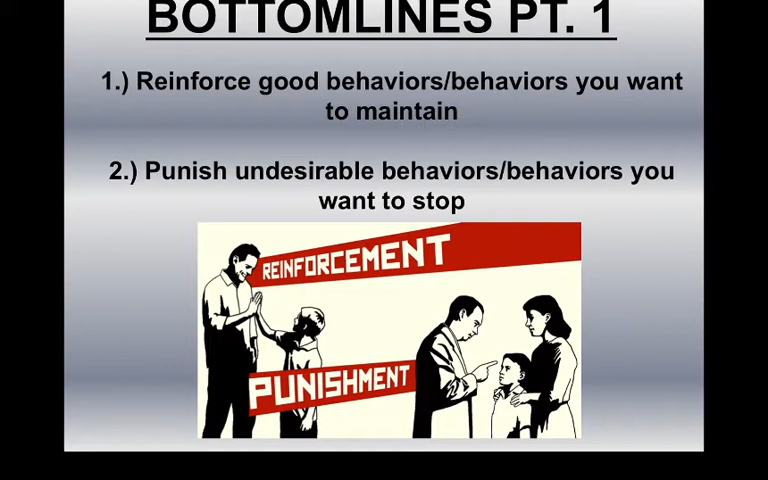 BOTTOMLINES PT. 1
1.) Reinforce good behaviors/behaviors you want
to maintain
2.) Punish undesirable behaviors/behaviors you
want to stop
REINFORCEMENT
PUNISHMENT